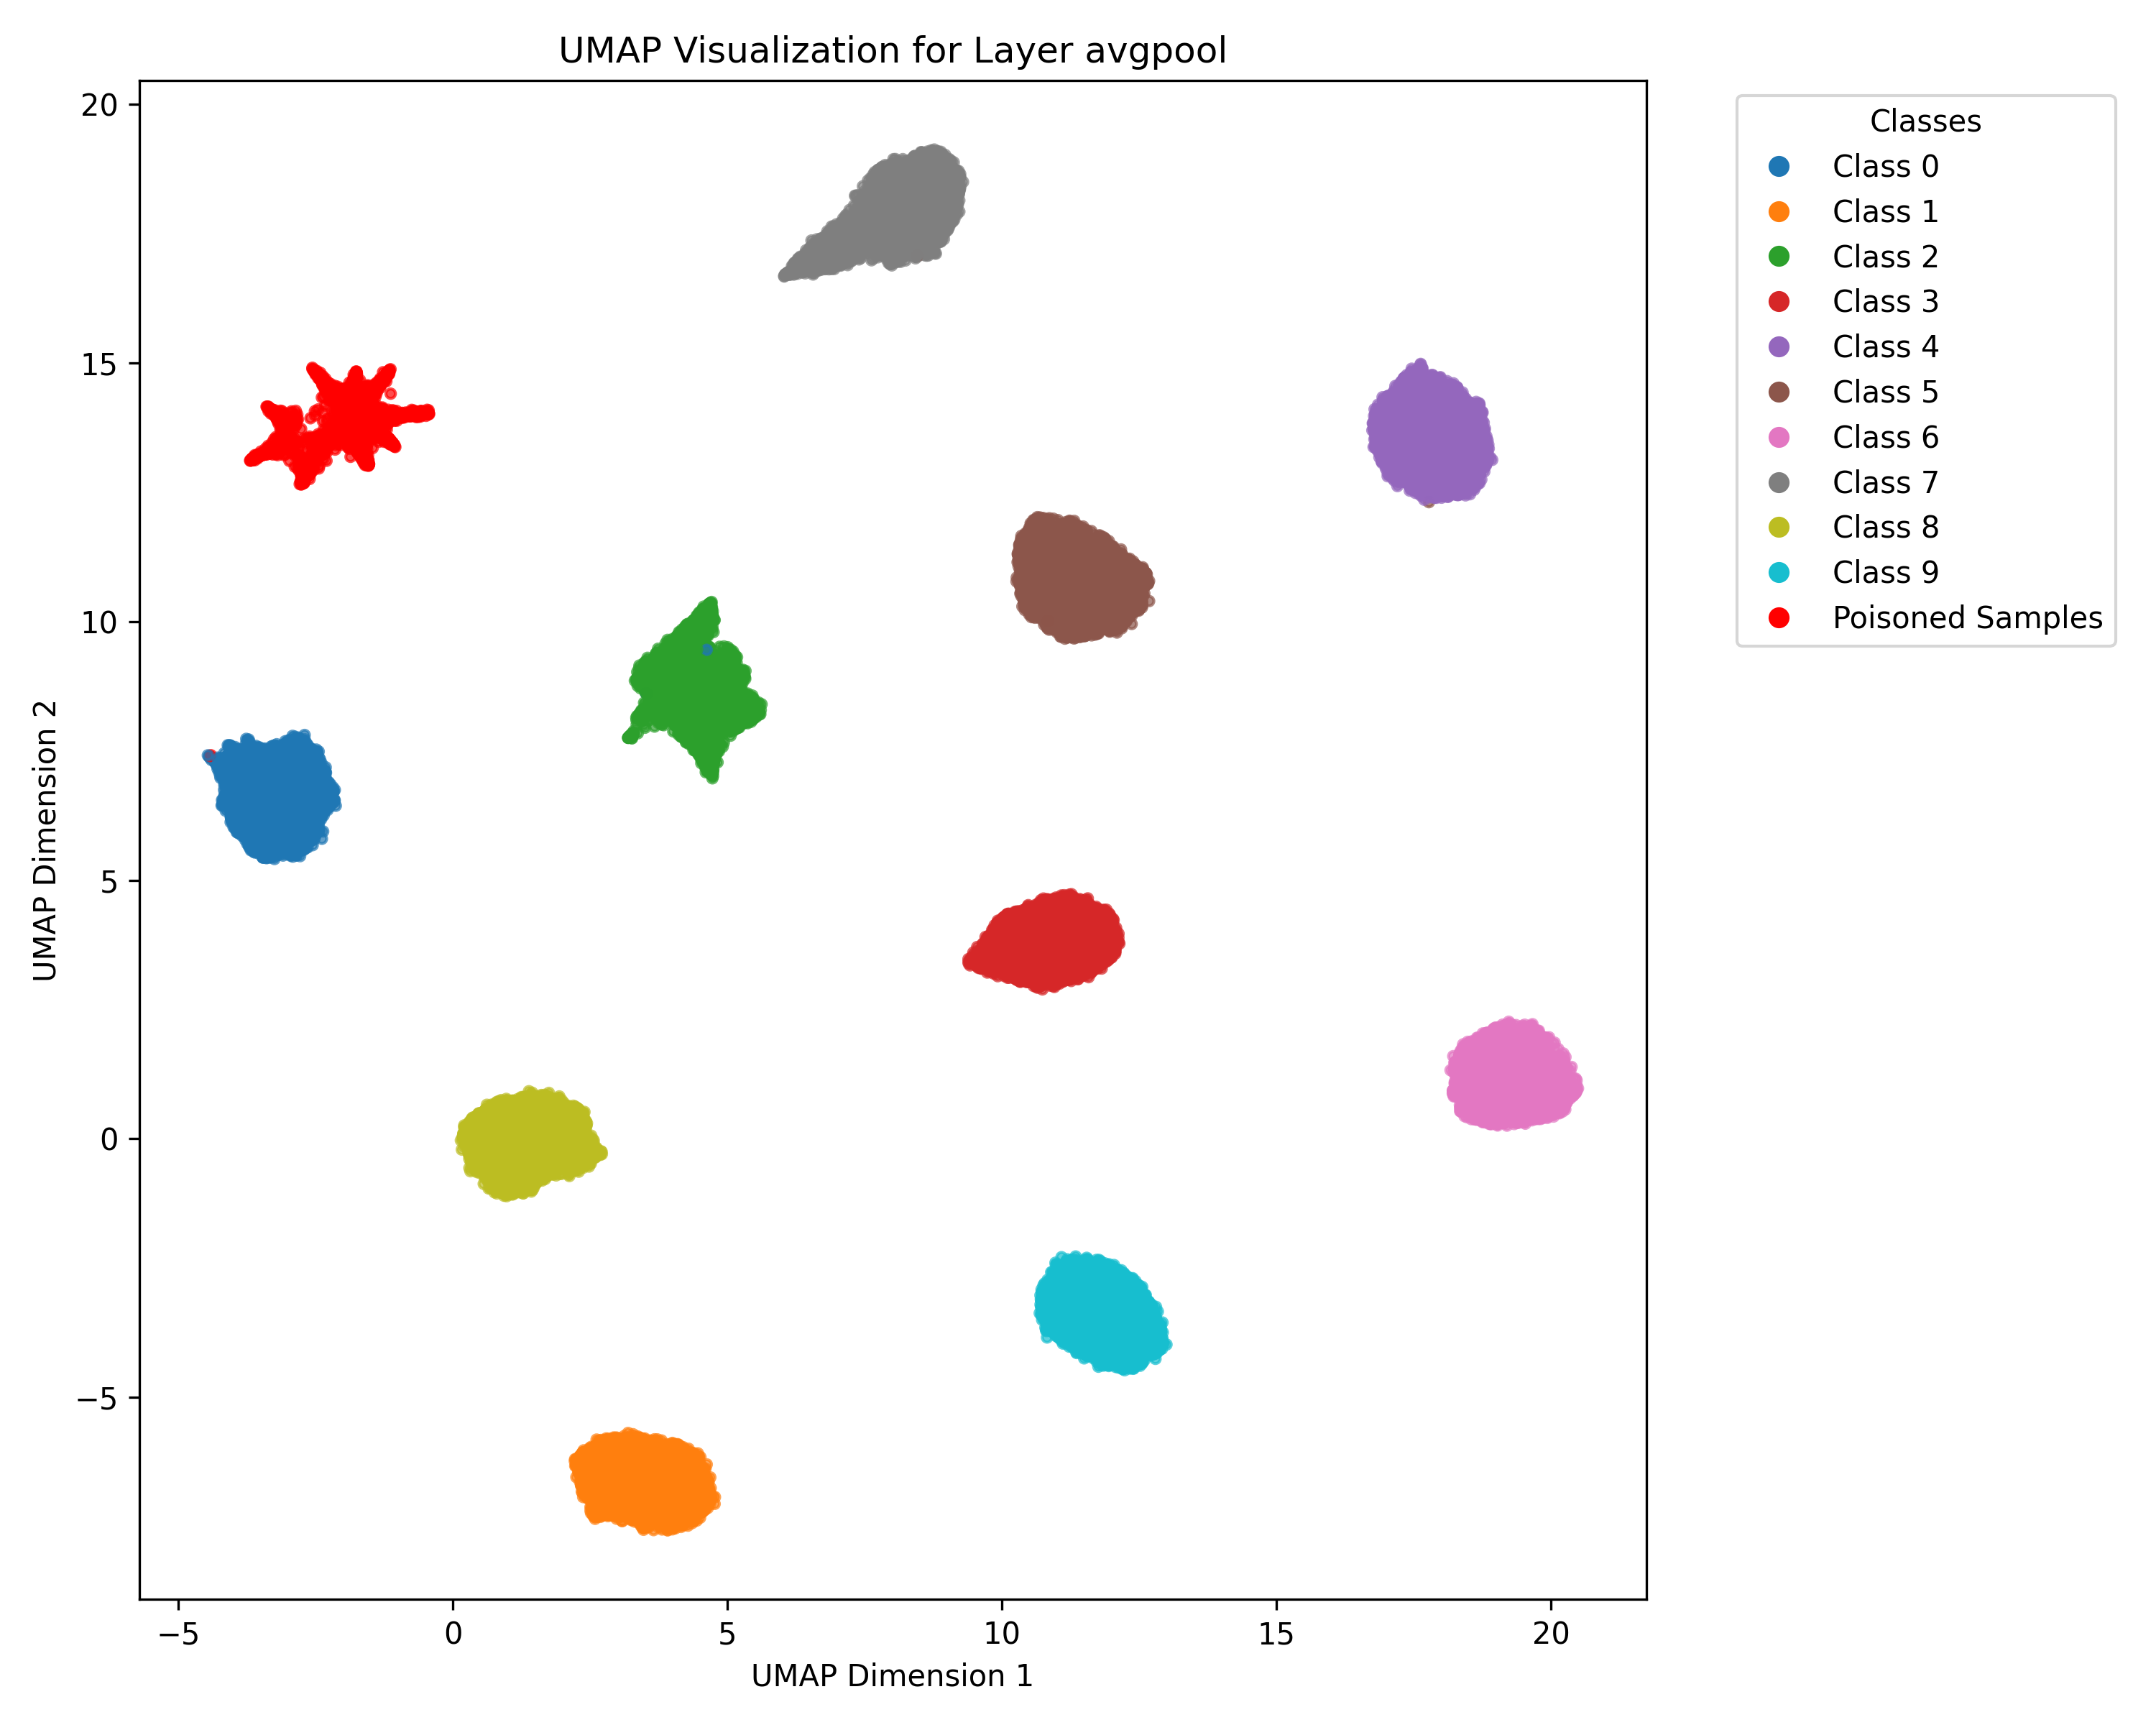 UMAP Visualization for Layer avgpool
20
15
10
5
0
−5
UMAP Dimension 2
−5
0
5
10
15
20
UMAP Dimension 1
Classes
Class 0
Class 1
Class 2
Class 3
Class 4
Class 5
Class 6
Class 7
Class 8
Class 9
Poisoned Samples